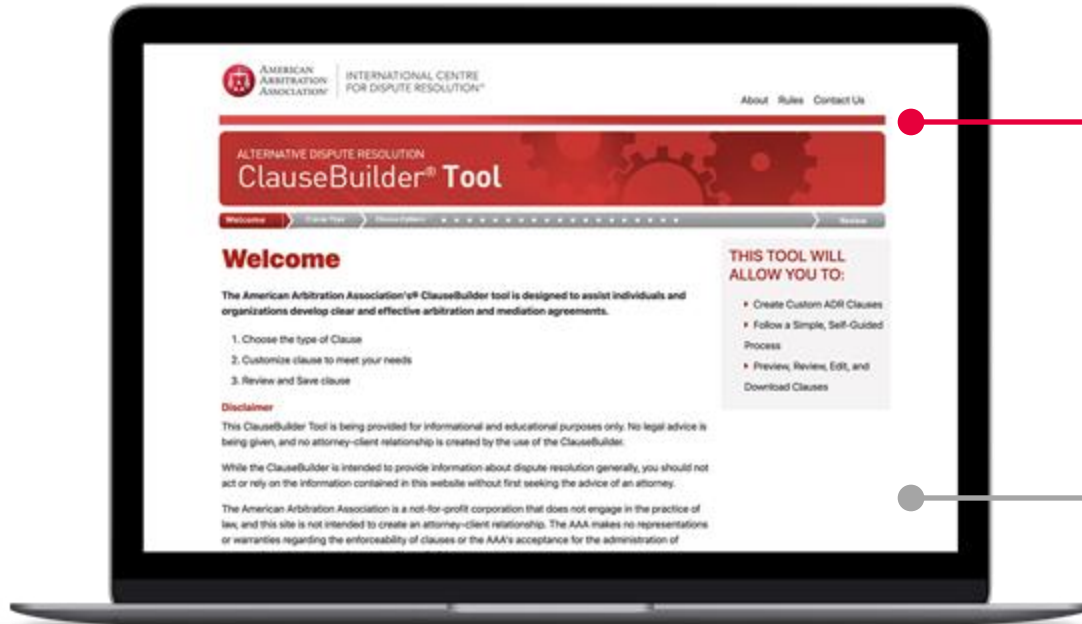 AMERICAN
ARBITRATION
ASSOCIATION®
INTERNATIONAL CENTRE
FOR DISPUTE RESOLUTION®
About Rules Contact Us
ALTERNATIVE DISPUTE RESOLUTION
ClauseBuilder® Tool
Welcome
Review
Welcome
The American Arbitration Association's® ClauseBuilder tool is designed to assist individuals and
organizations develop clear and effective arbitration and mediation agreements.
1. Choose the type of Clause
2. Customize clause to meet your needs
3. Review and Save clause
Disclaimer
This ClauseBuilder Tool is being provided for informational and educational purposes only. No legal advice is
being given, and no attorney-client relationship is created by the use of the ClauseBuilder.
While the ClauseBuilder is intended to provide information about dispute resolution generally, you should not
act or rely on the information contained in this website without first seeking the advice of an attorney.
The American Arbitration Association is a not-for-profit corporation that does not engage in the practice of
law, and this site is not intended to create an attorney-client relationship. The AAA makes no representations
or warranties regarding the enforceability of clauses or the AAA's acceptance for the administration of
THIS TOOL WILL
ALLOW YOU TO:
Create Custom ADR Clauses
Follow a Simple, Self-Guided
Process
Preview, Review, Edit, and
Download Clauses